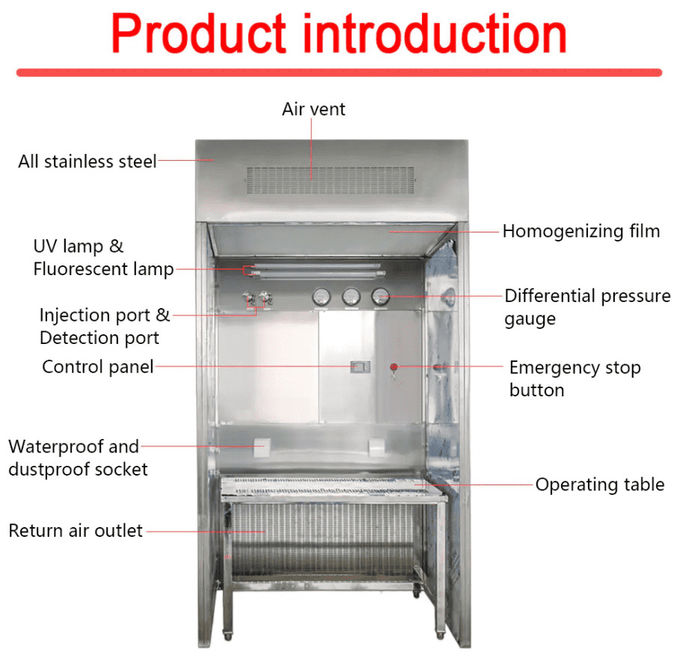 Product introduction
Air vent
All stainless steel
Homogenizing film
UV lamp &
Fluorescent lamp
Differential pressure
gauge
Injection port &
Detection port
Control panel
Emergency stop
button
Waterproof and
dustproof socket
Operating table
Return air outlet